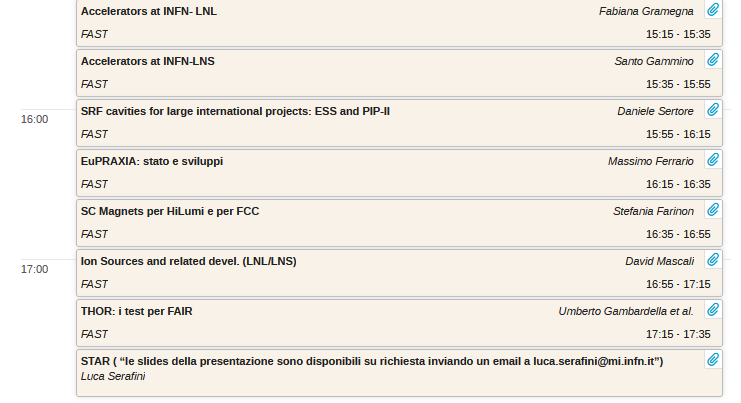 Accelerators at INFN- LNL Fabiana Gramegna
FAST 15:15 - 15:35
Accelerators at INFN-LNS Santo Gammino
FAST 15:35 - 15:55
16:00
SRF cavities for large international projects: ESS and PIP-II Daniele Sertore
FAST 15:55 - 16:15
EuPRAXIA: stato e sviluppi Massimo Ferrario
FAST 16:15 - 16:35
SC Magnets per HiLumi e per FCC Stefania Farinon
FAST 16:35 - 16:55
17:00
Ion Sources and related devel. (LNL/LNS) David Mascali
FAST 16:55 - 17:15
THOR: i test per FAIR Umberto Gambardella et al.
FAST 17:15 - 17:35
STAR ( “le slides della presentazione sono disponibili su richiesta inviando un email a luca.serafini@mi.infn.it”)
Luca Serafini